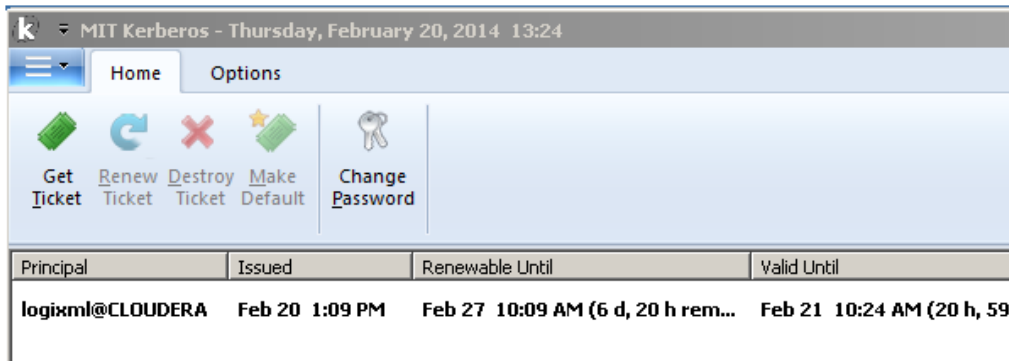 k MIT Kerberos - Thursday, February 20, 2014 13:24
Home Options
Get Ticket
Renew Ticket
Destroy Ticket
Make Default
Change Password
Principal Issued Renewable Until Valid Until
logixml@CLOUDERA Feb 20 1:09 PM Feb 27 10:09 AM (6 d, 20 h rem... Feb 21 10:24 AM (20 h, 59